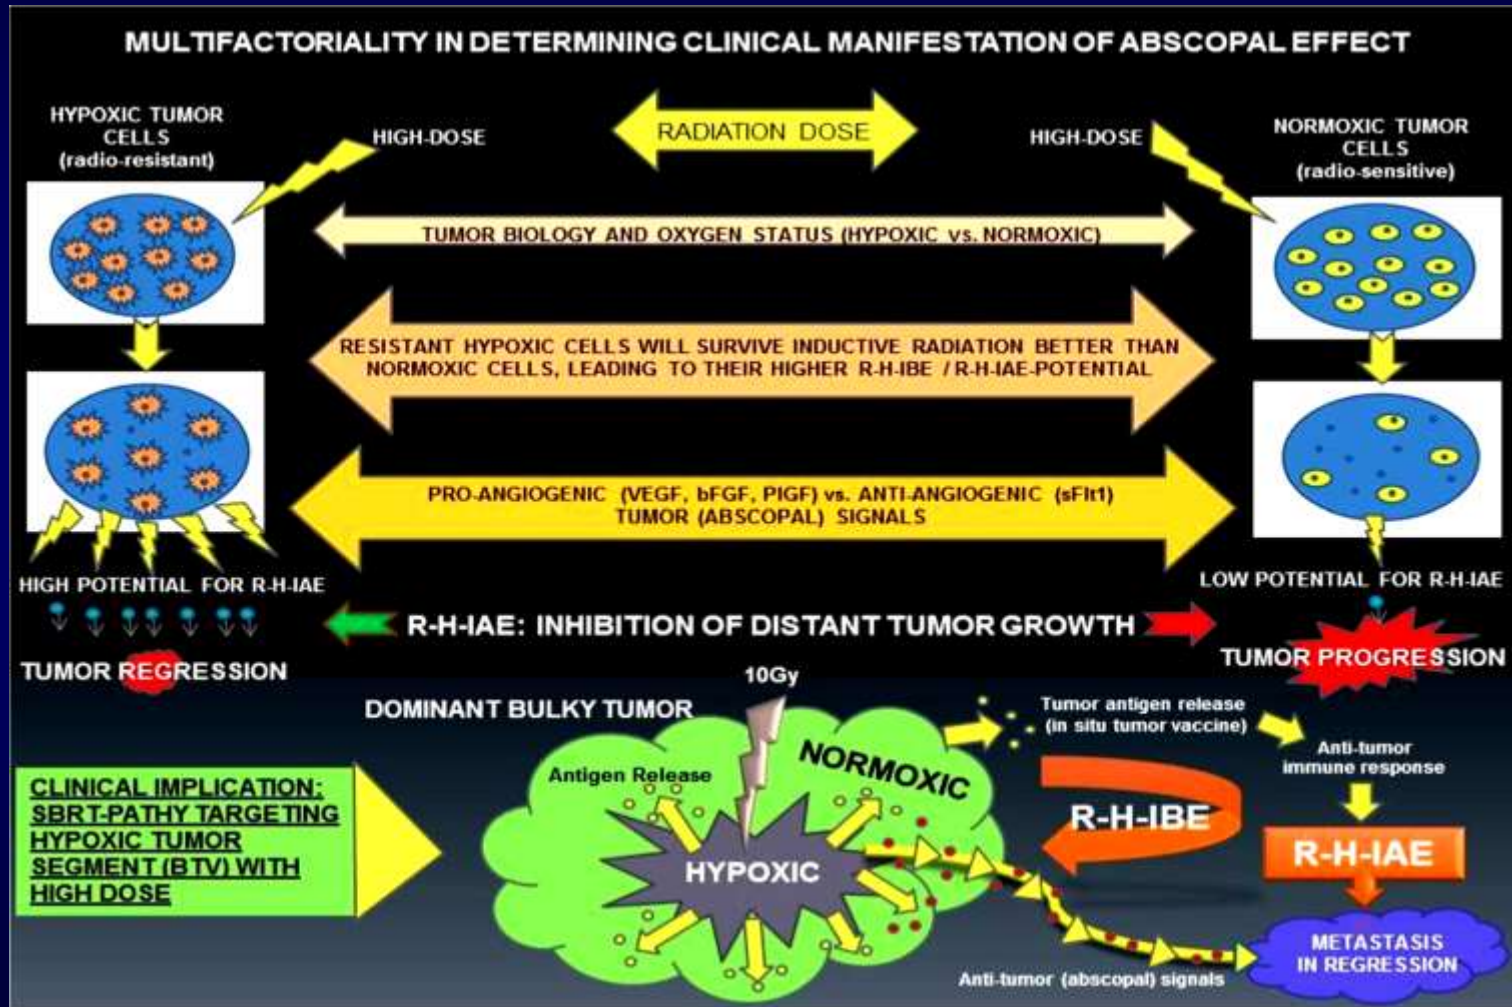 MULTIFACTORIALITY IN DETERMINING CLINICAL MANIFESTATION OF ABSCOPAL EFFECT
HYPOXIC TUMOR
CELLS
(radio-resistant)
HIGH-DOSE
RADIATION DOSE
HIGH-DOSE
NORMOXIC TUMOR
CELLS
(radio-sensitive)
TUMOR BIOLOGY AND OXYGEN STATUS (HYPOXIC vs. NORMOXIC)
RESISTANT HYPOXIC CELLS WILL SURVIVE INDUCTIVE RADIATION BETTER THAN
NORMOXIC CELLS, LEADING TO THEIR HIGHER R-H-IBE / R-H-IAE-POTENTIAL
PRO-ANGIOGENIC (VEGF, bFGF, PIGF) vs. ANTI-ANGIOGENIC (sFlt1)
TUMOR (ABSCOPAL) SIGNALS
HIGH POTENTIAL FOR R-H-IAE
LOW POTENTIAL FOR R-H-IAE
R-H-IAE: INHIBITION OF DISTANT TUMOR GROWTH
TUMOR REGRESSION
TUMOR PROGRESSION
10Gy
DOMINANT BULKY TUMOR
Tumor antigen release
(in situ tumor vaccine)
NORMOXIC
Antigen Release
Anti-tumor
immune response
CLINICAL IMPLICATION:
SBRT-PATHY TARGETING
HYPOXIC TUMOR
SEGMENT (BTV) WITH
HIGH DOSE
R-H-IBE
R-H-IAE
HYPOXIC
METASTASIS
IN REGRESSION
Anti-tumor (abscopal) signals